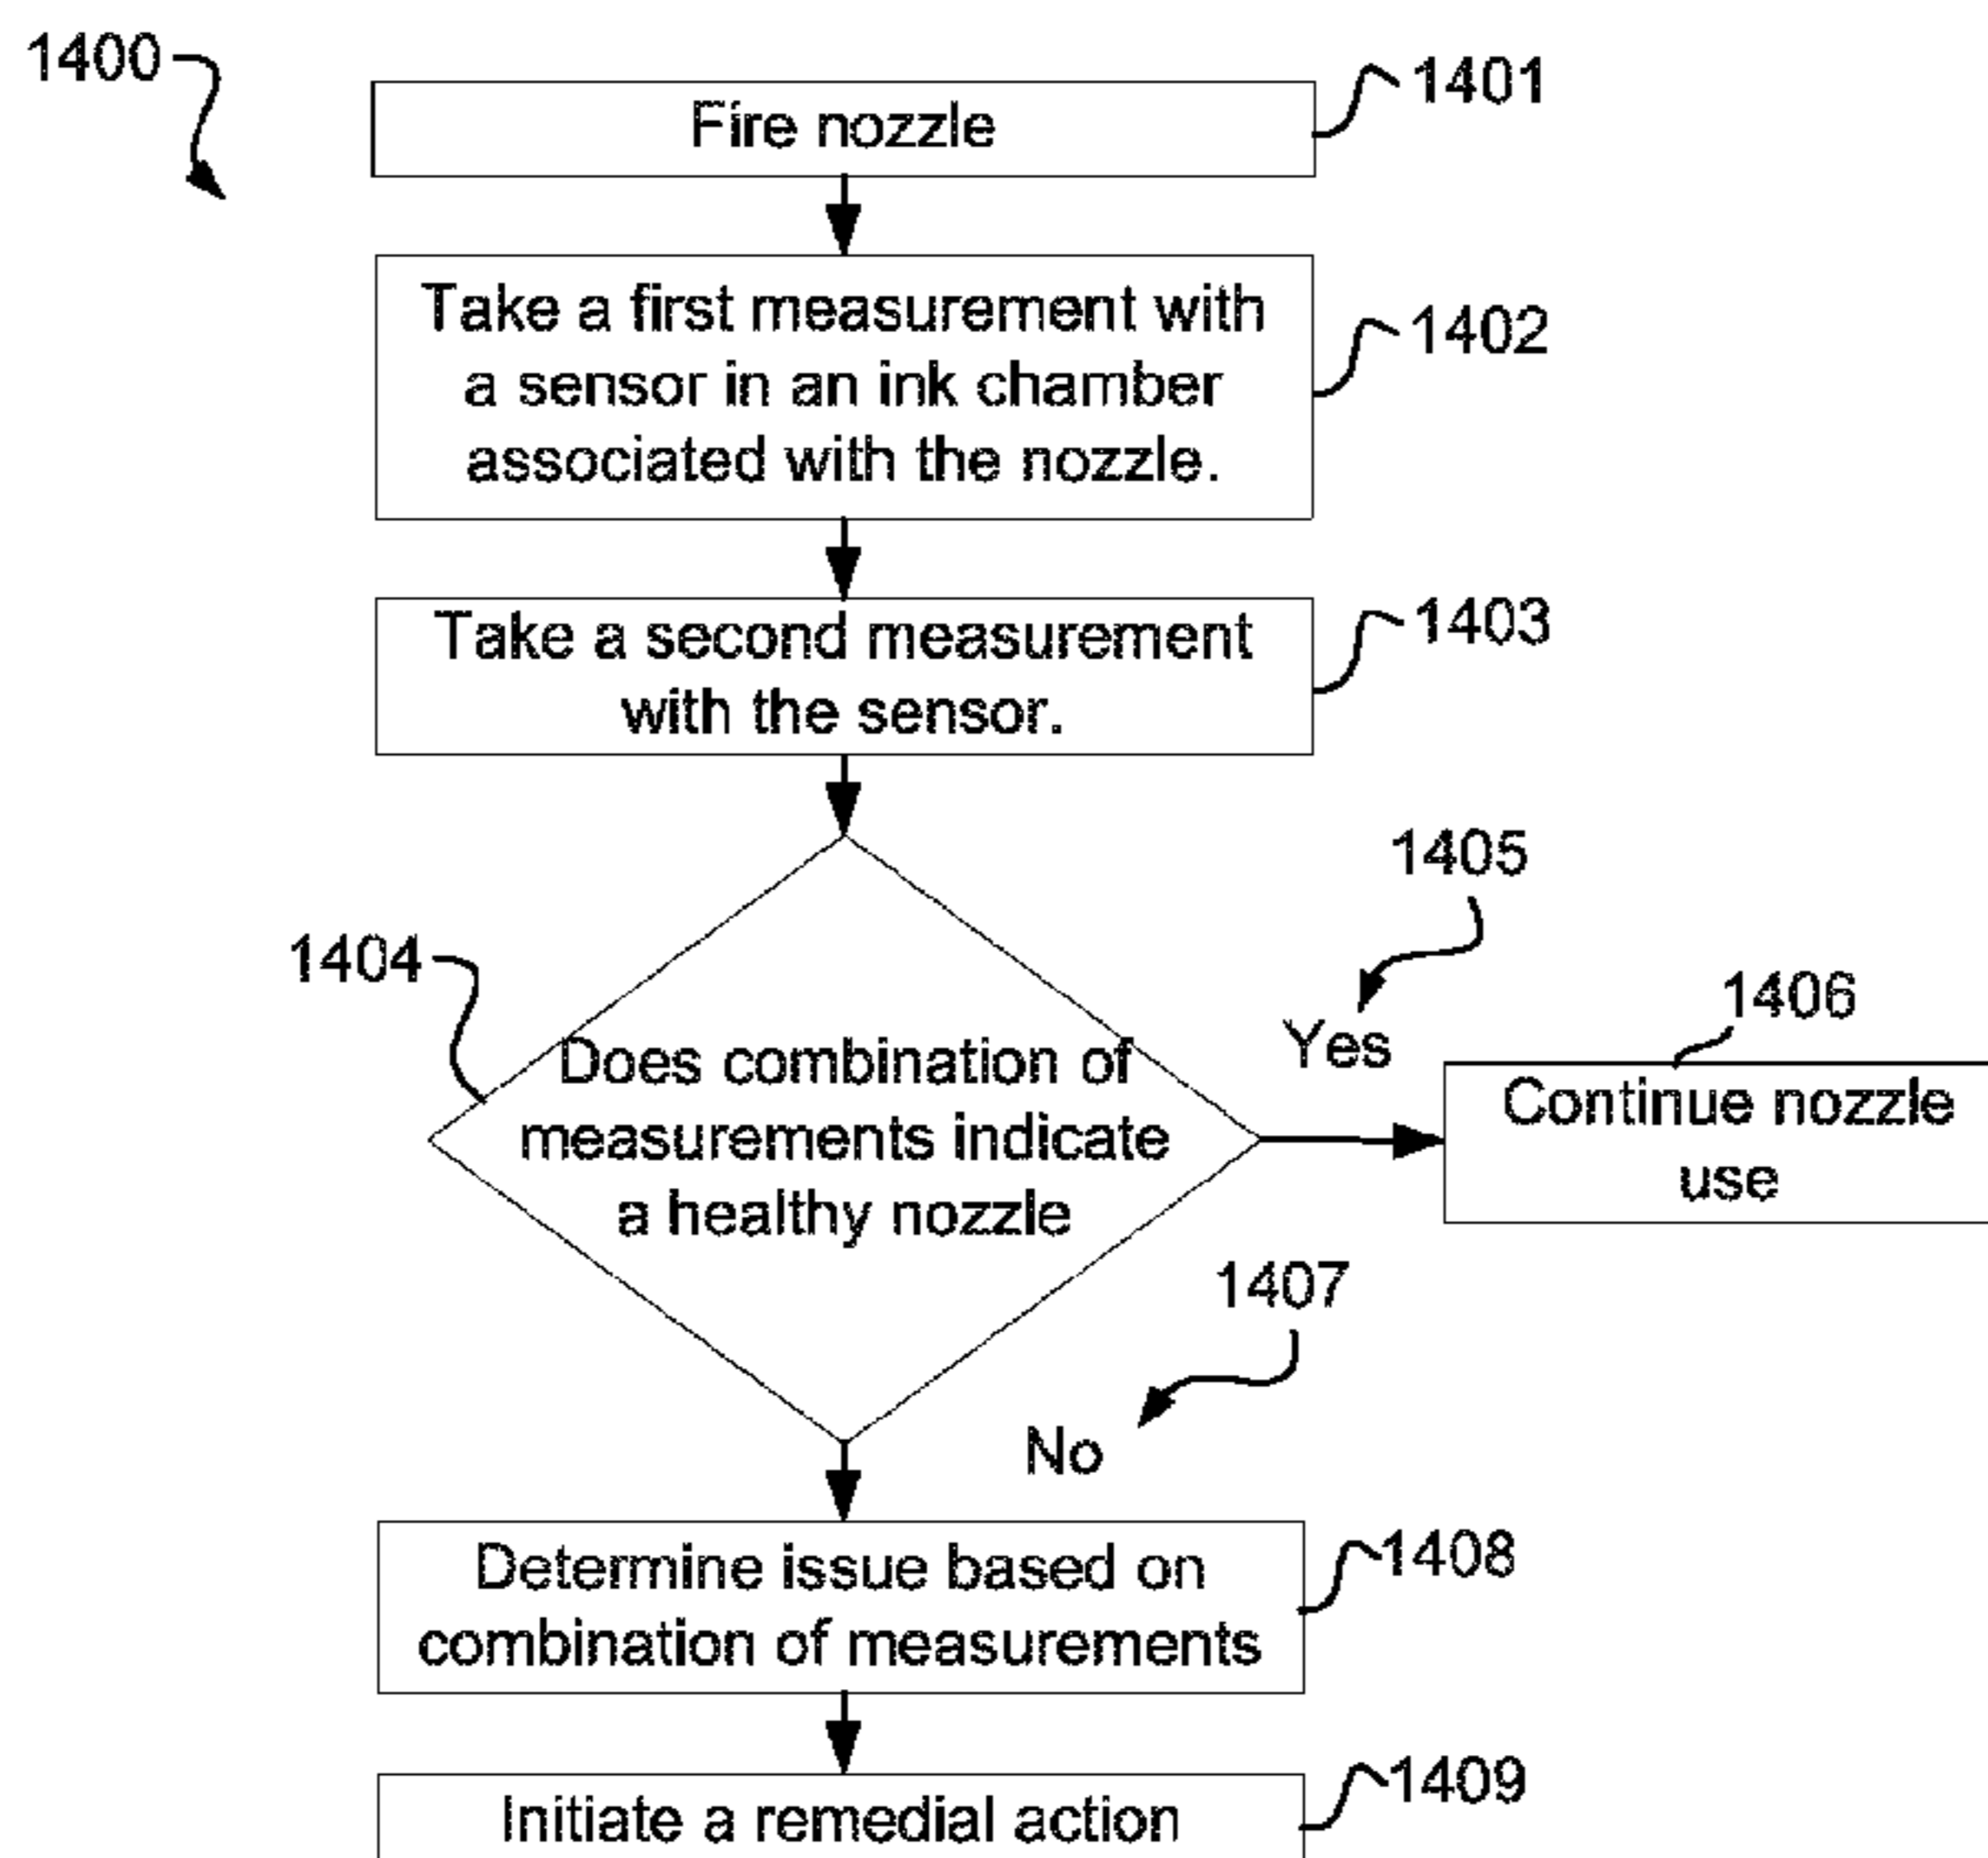 1400
Fire nozzle
1401
Take a first measurement with
a sensor in an ink chamber
associated with the nozzle.
1402
Take a second measurement
with the sensor.
1403
1404
Does combination of
measurements indicate
a healthy nozzle
1405
Yes
1406
Continue nozzle
use
1407
No
Determine issue based on
combination of measurements
1408
Initiate a remedial action
1409